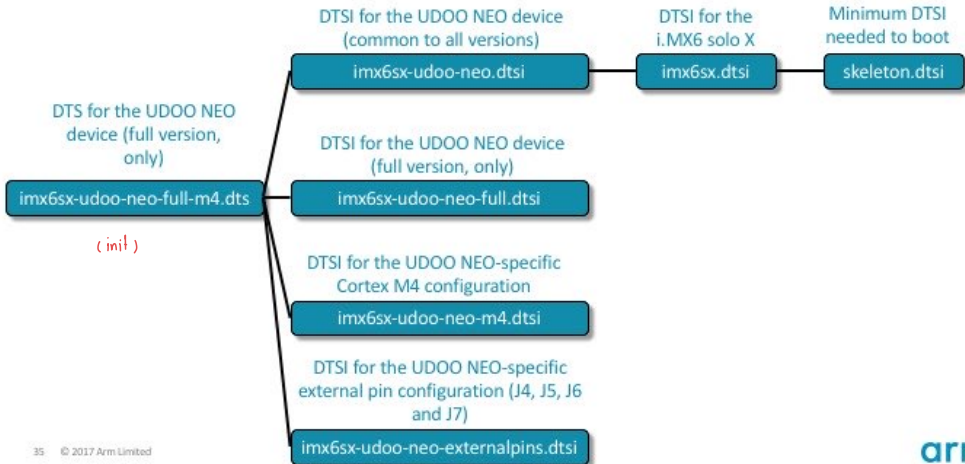 DTSI for the UDOO NEO device
(common to all versions)
imx6sx-udoo-neo.dtsi
DTSI for the
i.MX6 solo X
imx6sx.dtsi
Minimum DTSI
needed to boot
skeleton.dtsi
DTS for the UDOO NEO
device (full version,
only)
imx6sx-udoo-neo-full-m4.dts
(init)
DTSI for the UDOO NEO device
(full version, only)
imx6sx-udoo-neo-full.dtsi
DTSI for the UDOO NEO-specific
Cortex M4 configuration
imx6sx-udoo-neo-m4.dtsi
DTSI for the UDOO NEO-specific
external pin configuration (J4, J5, J6
and J7)
imx6sx-udoo-neo-externalpins.dtsi
35 © 2017 Arm Limited
arm